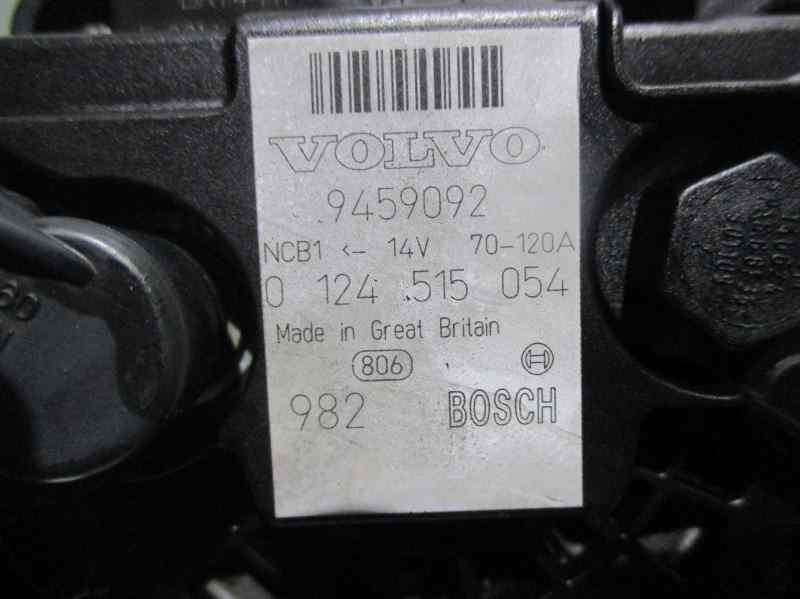 VOLVO
9459092
NCB1 <- 14V 70-120A
0 124 515 054
Made in Great Britain
806
982 BOSCH